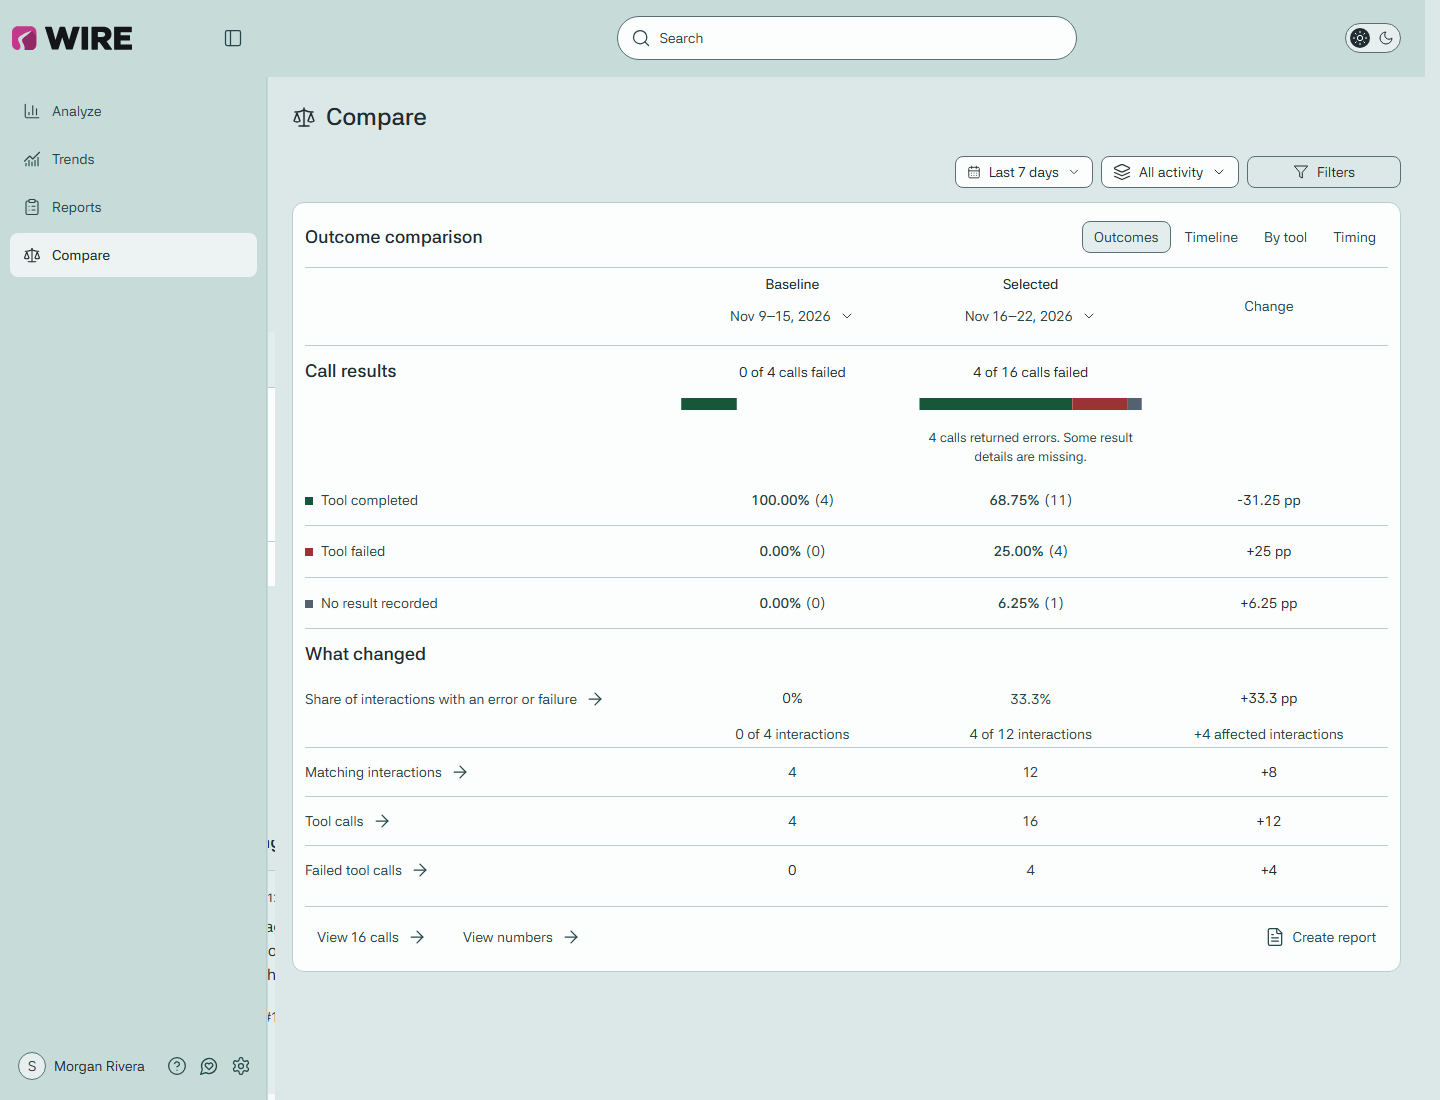 WIRE
Search
Analyze
Trends
Reports
Compare
Compare
Last 7 days
All activity
Filters
Outcome comparison
Outcomes
Timeline
By tool
Timing
Baseline
Selected
Change
Nov 9–15, 2026
Nov 16–22, 2026
Call results
0 of 4 calls failed
4 of 16 calls failed
4 calls returned errors. Some result
details are missing.
Tool completed
100.00% (4)
68.75% (11)
-31.25 pp
Tool failed
0.00% (0)
25.00% (4)
+25 pp
No result recorded
0.00% (0)
6.25% (1)
+6.25 pp
What changed
Share of interactions with an error or failure
0%
33.3%
+33.3 pp
0 of 4 interactions
4 of 12 interactions
+4 affected interactions
Matching interactions
4
12
+8
Tool calls
4
16
+12
Failed tool calls
0
4
+4
View 16 calls
View numbers
Create report
S
Morgan Rivera